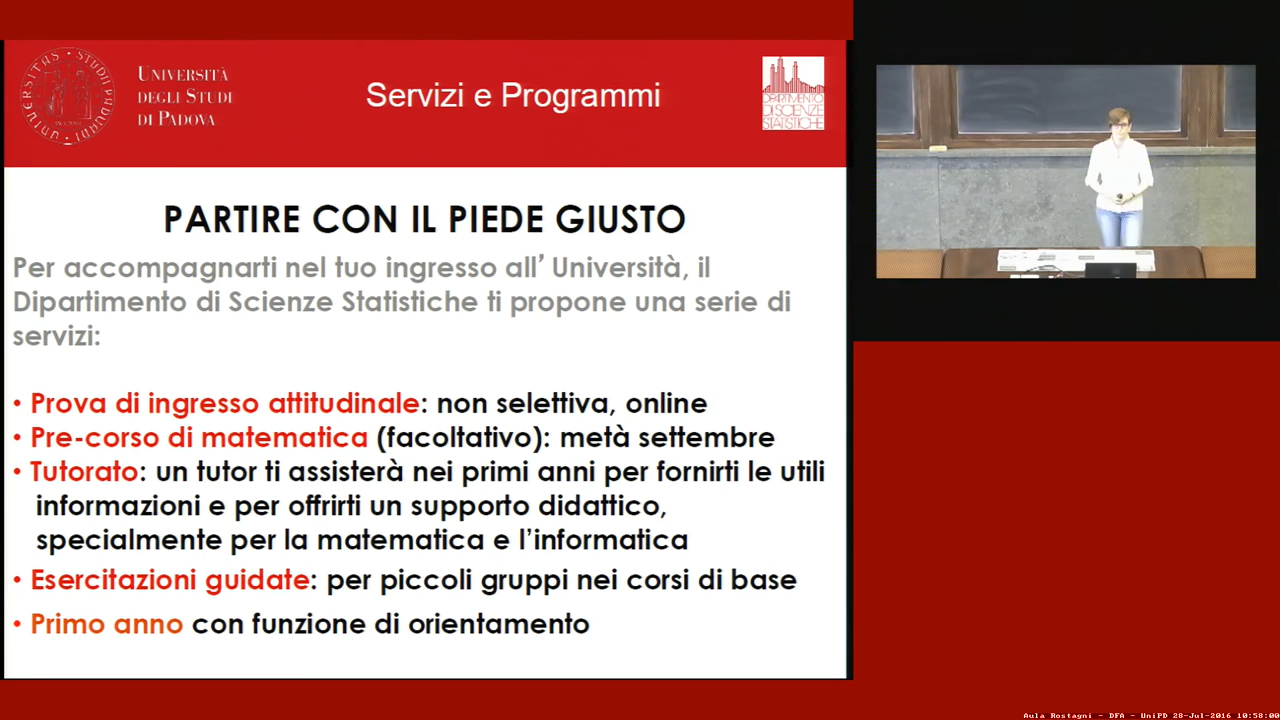 UNIVERSITÀ
DEGLI STUDI
DI PADOVA
Servizi e Programmi
DIPARTIMENTO
DI SCIENZE
STATISTICHE
PARTIRE CON IL PIEDE GIUSTO
Per accompagnarti nel tuo ingresso all’ Università, il
Dipartimento di Scienze Statistiche ti propone una serie di
servizi:
• Prova di ingresso attitudinale: non selettiva, online
• Pre-corso di matematica (facoltativo): metà settembre
• Tutorato: un tutor ti assisterà nei primi anni per fornirti le utili
informazioni e per offrirti un supporto didattico,
specialmente per la matematica e l’informatica
• Esercitazioni guidate: per piccoli gruppi nei corsi di base
• Primo anno con funzione di orientamento
Aula Rostagni - DFA - UniPD 28-Jul-2016 10:58:00